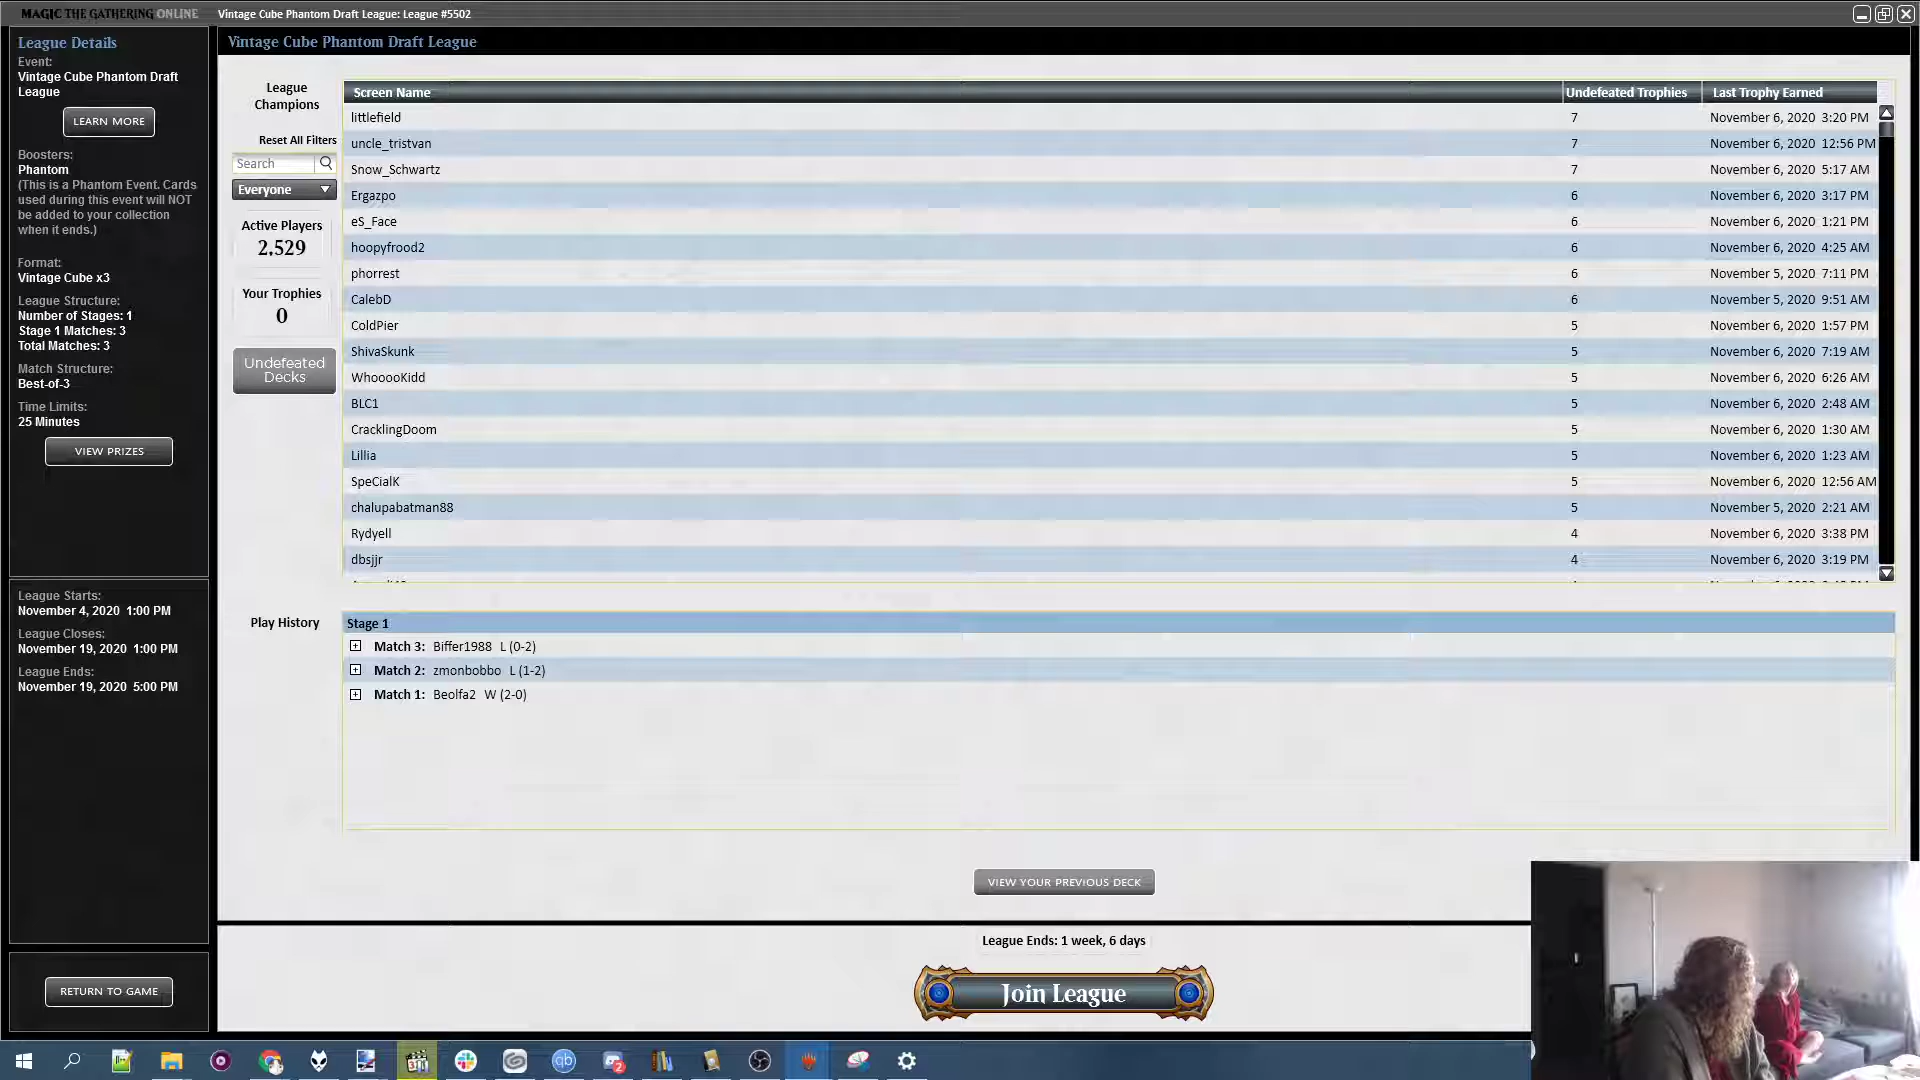 MAGIC THE GATHERING ONLINE
Vintage Cube Phantom Draft League: League #5502
League Details
Event:
Vintage Cube Phantom Draft
League
LEARN MORE
Boosters:
Phantom
(This is a Phantom Event. Cards
used during this event will NOT
be added to your collection
when it ends.)
Format:
Vintage Cube x3
League Structure:
Number of Stages: 1
Stage 1 Matches: 3
Total Matches: 3
Match Structure:
Best-of-3
Time Limits:
25 Minutes
VIEW PRIZES
League Starts:
November 4, 2020 1:00 PM
League Closes:
November 19, 2020 1:00 PM
League Ends:
November 19, 2020 5:00 PM
RETURN TO GAME
Vintage Cube Phantom Draft League
League
Champions
Reset All Filters
Search
Everyone
Active Players
2,529
Your Trophies
0
Undefeated
Decks
Screen Name Undefeated Trophies Last Trophy Earned
littlefield 7 November 6, 2020 3:20 PM
uncle_tristvan 7 November 6, 2020 12:56 PM
Snow_Schwartz 7 November 6, 2020 5:17 AM
Ergazpo 6 November 6, 2020 3:17 PM
eS_Face 6 November 6, 2020 1:21 PM
hoopyfrood2 6 November 6, 2020 4:25 AM
phorrest 6 November 5, 2020 7:11 PM
CalebD 6 November 5, 2020 9:51 AM
ColdPier 5 November 6, 2020 1:57 PM
ShivaSkunk 5 November 6, 2020 7:19 AM
WhooooKidd 5 November 6, 2020 6:26 AM
BLC1 5 November 6, 2020 2:48 AM
CracklingDoom 5 November 6, 2020 1:30 AM
Lillia 5 November 6, 2020 1:23 AM
SpeCialK 5 November 6, 2020 12:56 AM
chalupabatman88 5 November 5, 2020 2:21 AM
Rydyell 4 November 6, 2020 3:38 PM
dbsjjr 4 November 6, 2020 3:19 PM
Play History
Stage 1
Match 3: Biffer1988 L (0-2)
Match 2: zmonbobbo L (1-2)
Match 1: Beolfa2 W (2-0)
VIEW YOUR PREVIOUS DECK
League Ends: 1 week, 6 days
Join League
qb
2